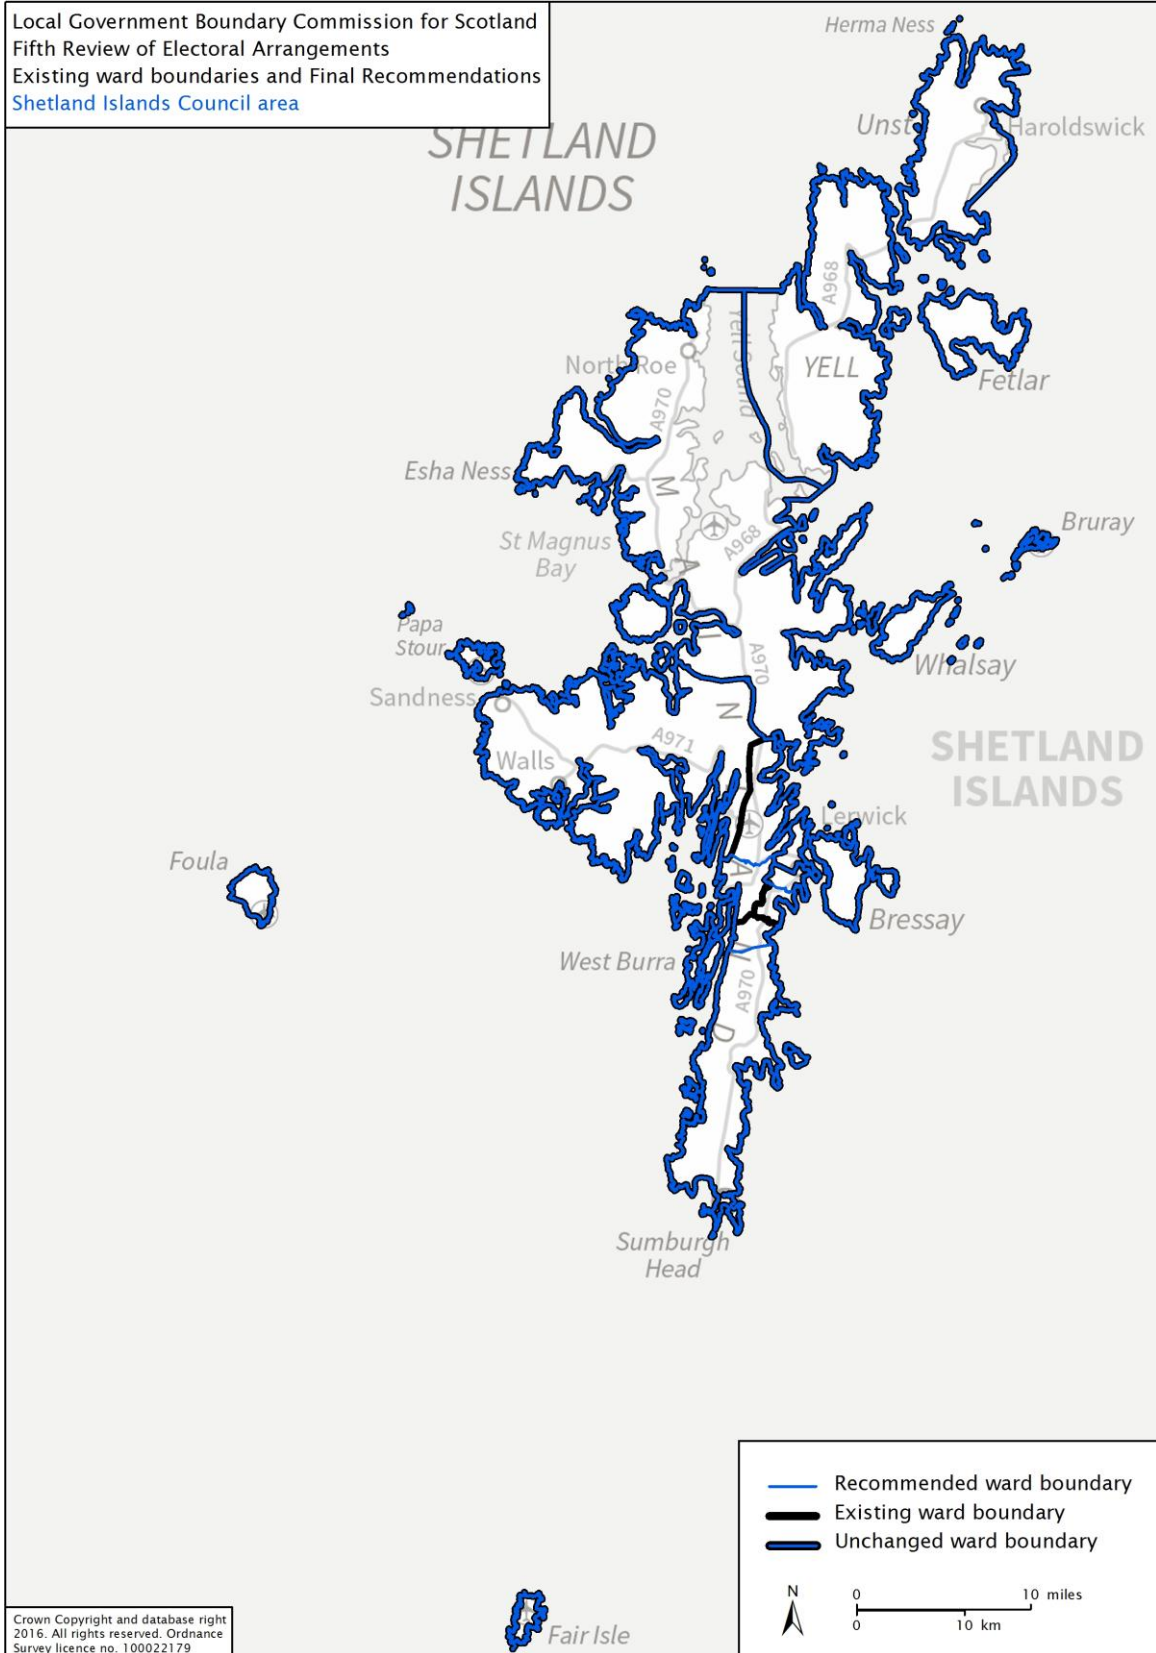 Local Government Boundary Commission for Scotland
Fifth Review of Electoral Arrangements
Existing ward boundaries and Final Recommendations
Shetland Islands Council area
Herma Ness
Unst
Haroldswick
SHETLAND
ISLANDS
A968
Yell Sound
North Roe
YELL
Fetlar
A970
Esha Ness
M
A
I
N
L
A
N
D
St Magnus
Bay
A968
Bruray
Papa
Stour
Whalsay
A970
Sandness
A971
SHETLAND
ISLANDS
Walls
Lerwick
Foula
Bressay
West Burra
A970
Sumburgh
Head
Recommended ward boundary
Existing ward boundary
Unchanged ward boundary
N
0 10 miles
0 10 km
Crown Copyright and database right
2016. All rights reserved. Ordnance
Survey licence no. 100022179
Fair Isle